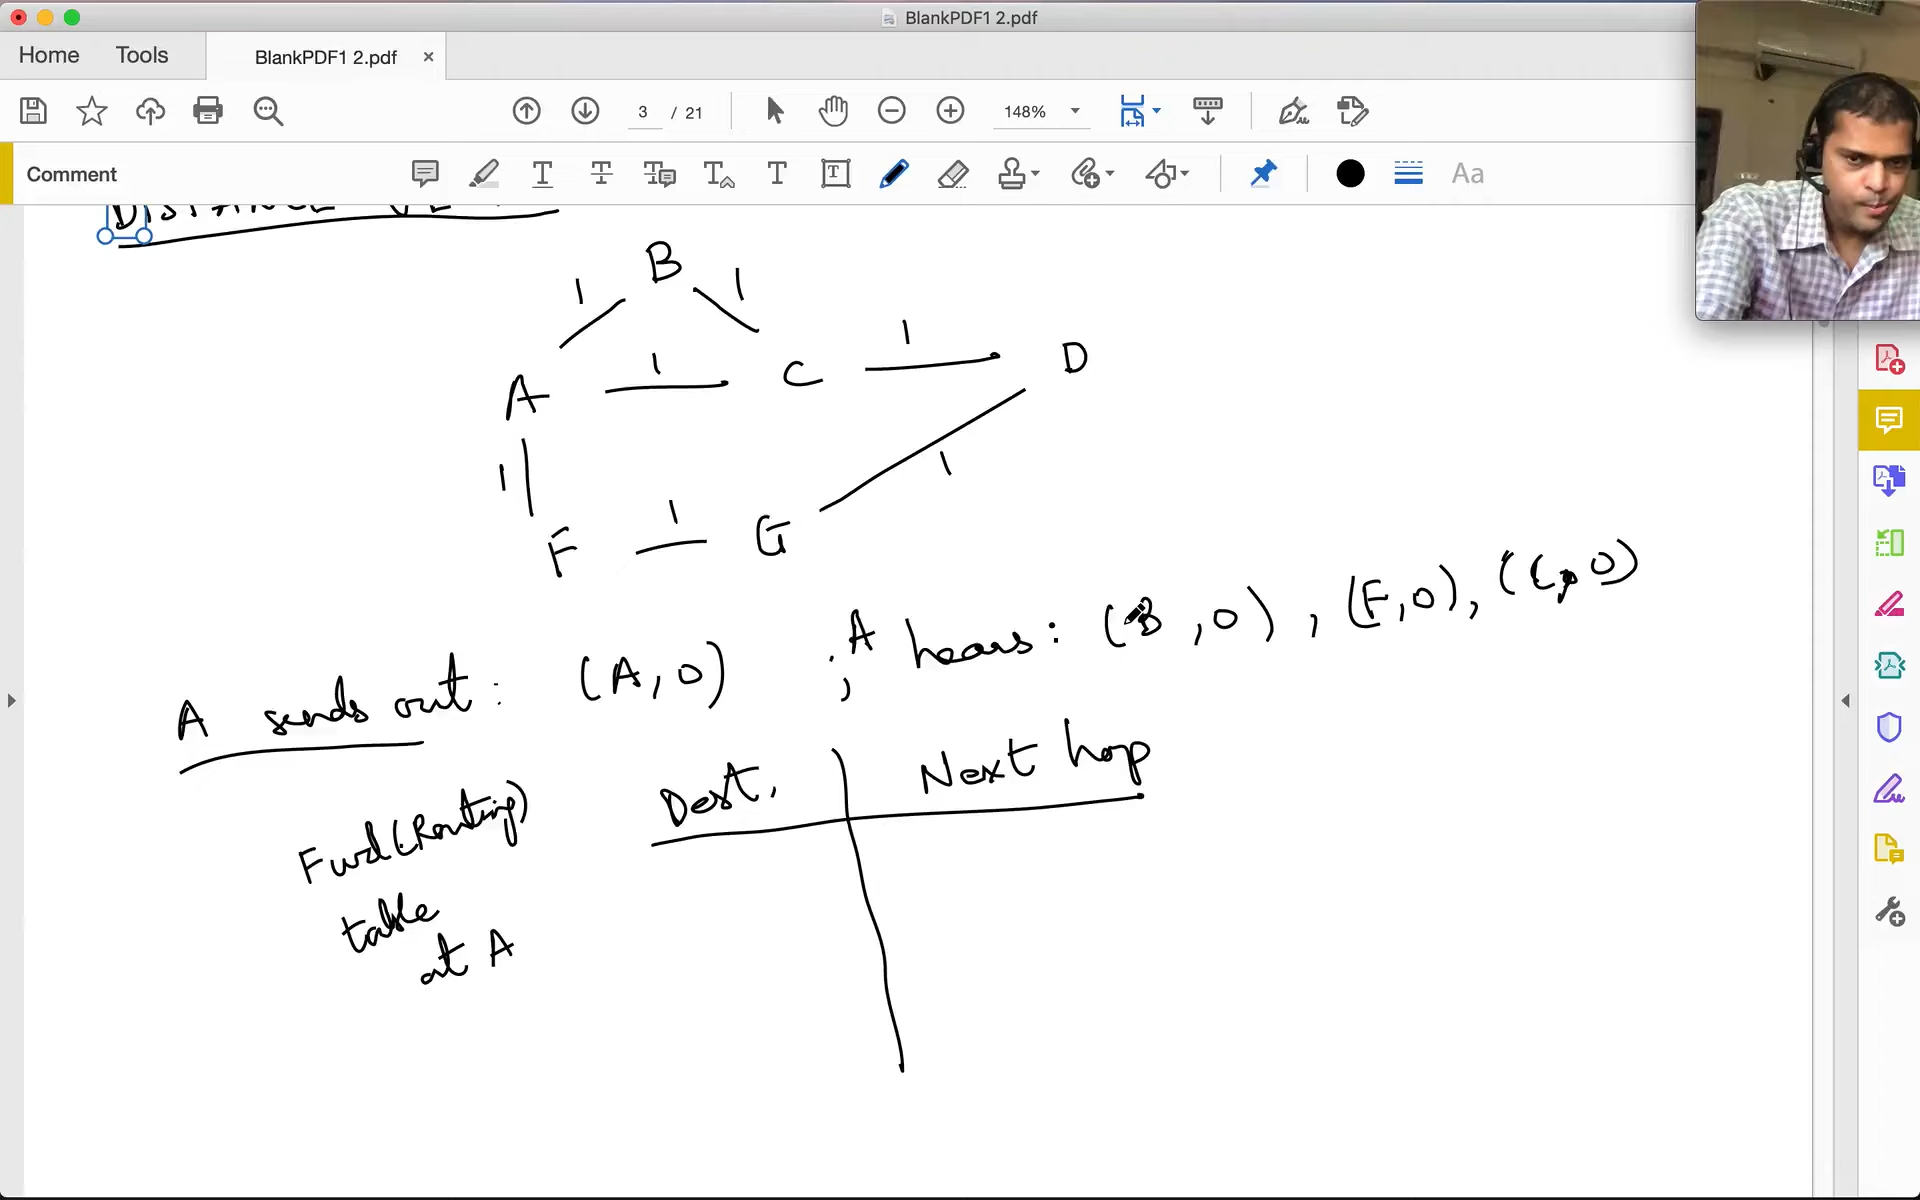 BlankPDF1 2.pdf
Home Tools BlankPDF1 2.pdf ×
3 / 21 148%
Comment Aa
DISTANCE
B
1 1
1 1
A C D
1 1
1
F G
A sends out: (A,0) ; A hears: (B,0), (F,0), (C,0)
Fwd(Routing) Dest. Next hop
table
at A